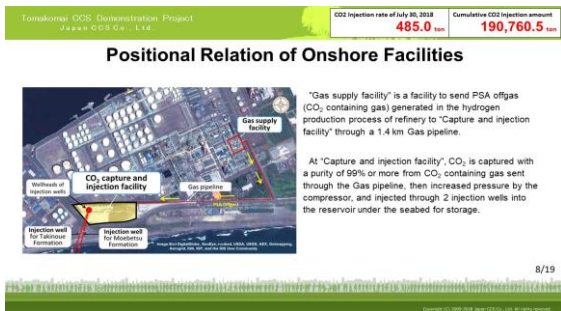 Tomakomai CCS Demonstration Project
Japan CCS Co., Ltd.
CO2 Injection rate of July 30, 2018
485.0 ton
Cumulative CO2 Injection amount
190,760.5 ton
Positional Relation of Onshore Facilities
Gas supply
facility
CO₂ capture and
injection facility
Wellheads of
injection wells
Gas pipeline
PSA Offgas
Injection well
for Takinoue
Formation
Injection well
for Moebetsu
Formation
"Gas supply facility" is a facility to send PSA offgas
(CO₂ containing gas) generated in the hydrogen
production process of refinery to "Capture and injection
facility" through a 1.4 km Gas pipeline.
At "Capture and injection facility", CO₂ is captured with
a purity of 99% or more from CO₂ containing gas sent
through the Gas pipeline, then increased pressure by the
compressor, and injected through 2 injection wells into
the reservoir under the seabed for storage.
8/19